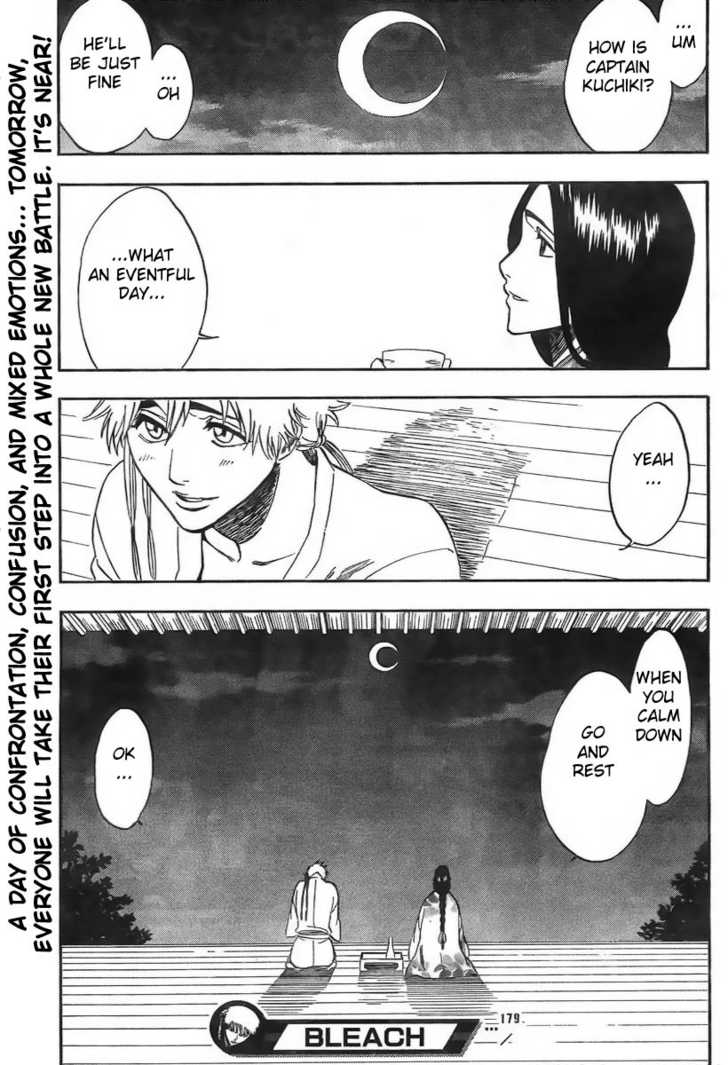 ...
UM
HOW IS
CAPTAIN
KUCHIKI?
...
OH
HE'LL
BE JUST
FINE
...WHAT
AN EVENTFUL
DAY...
YEAH
...
WHEN
YOU
CALM
DOWN
GO
AND
REST
OK
...
A DAY OF CONFRONTATION, CONFUSION, AND MIXED EMOTIONS... TOMORROW,
EVERYONE WILL TAKE THEIR FIRST STEP INTO A WHOLE NEW BATTLE. IT'S NEAR!
BLEACH
179.
...
/